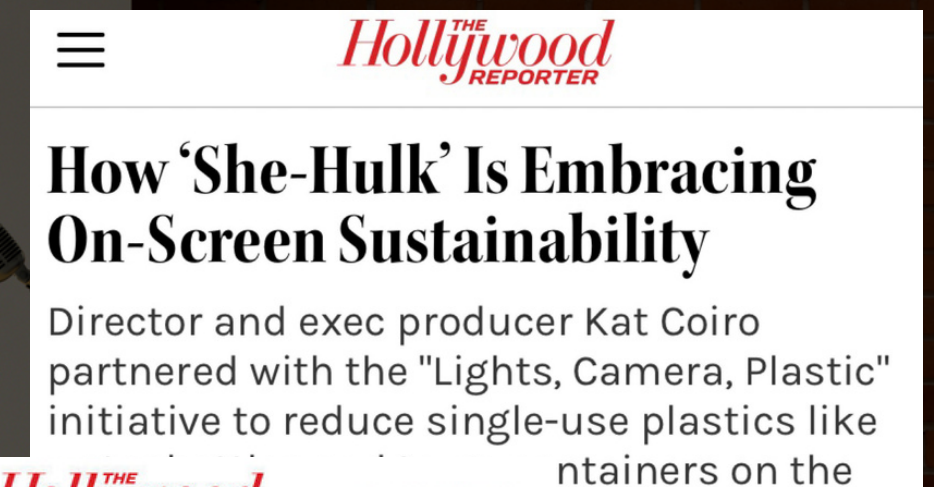 THE
Hollywood
REPORTER
How ‘She-Hulk’ Is Embracing
On-Screen Sustainability
Director and exec producer Kat Coiro
partnered with the "Lights, Camera, Plastic"
initiative to reduce single-use plastics like
on the
THE